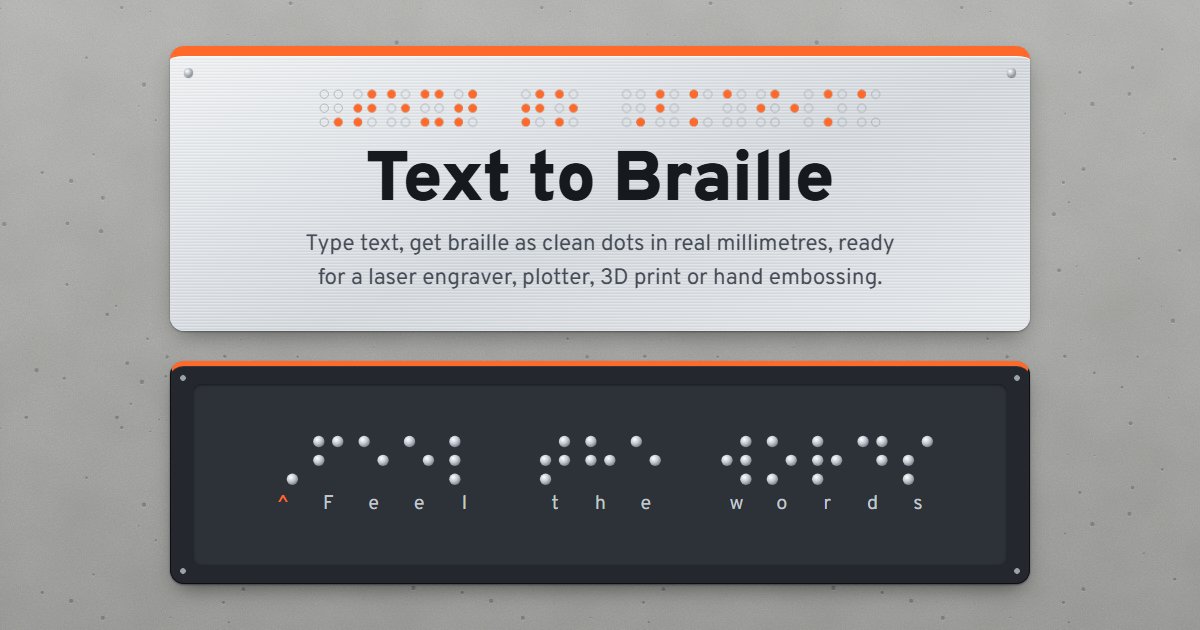 ⠠⠞⠑⠭⠞ ⠞⠕
Text to Braille
Type text, get braille as clean dots in real millimetres, ready
for a laser engraver, plotter, 3D print or hand embossing.
⠠⠋⠑⠑⠇ ⠞⠓⠑ ⠺⠕⠗⠙⠎
^ F e e l t h e w o r d s